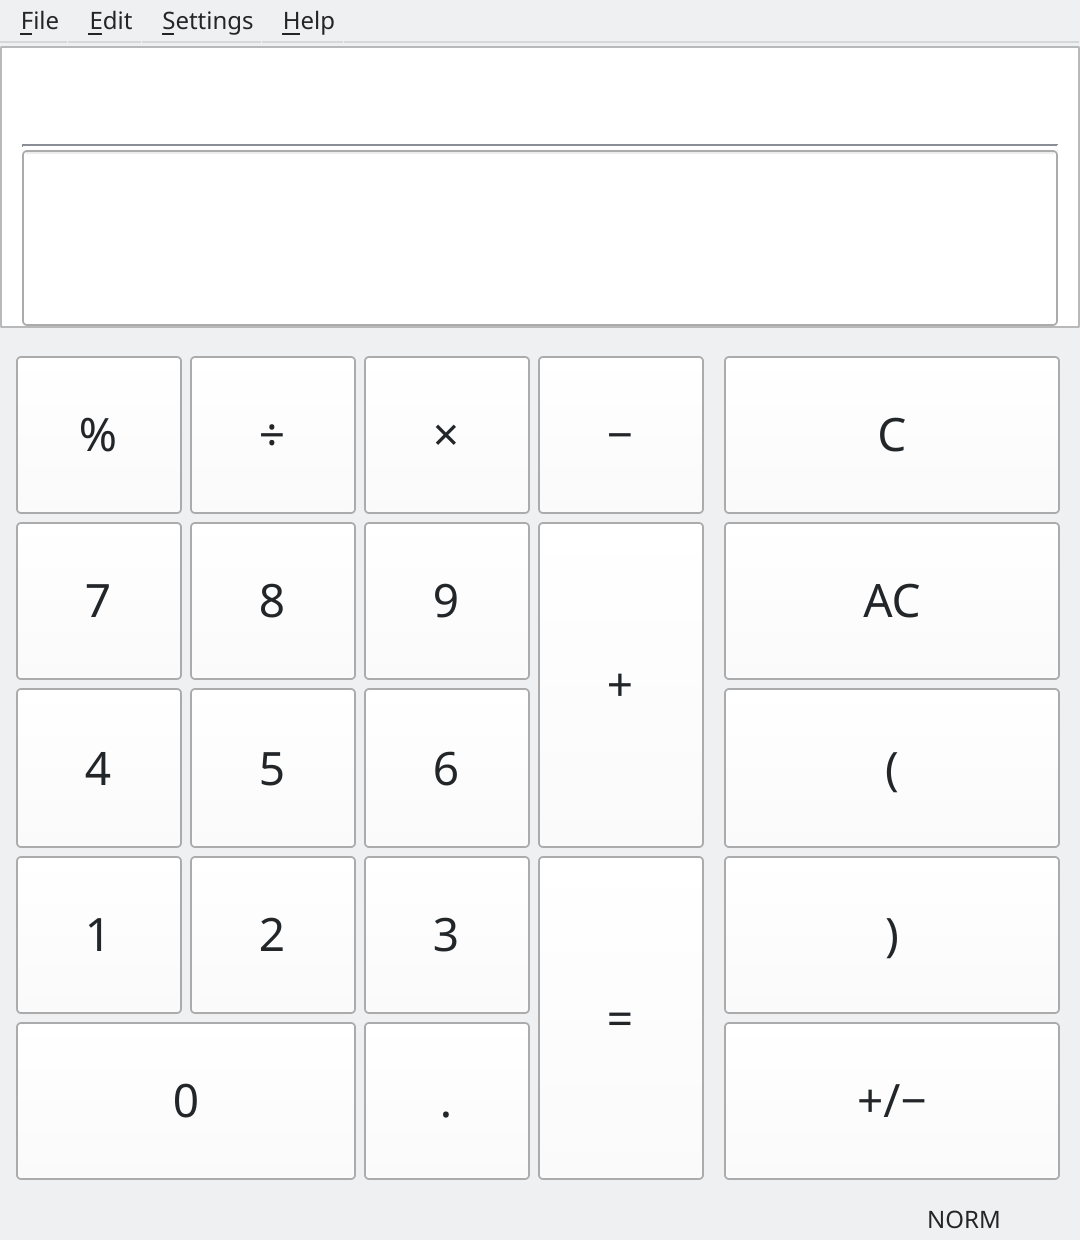 File Edit Settings Help
% ÷ × − C
7 8 9 AC
+
4 5 6 (
1 2 3 )
=
0 . +/−
NORM